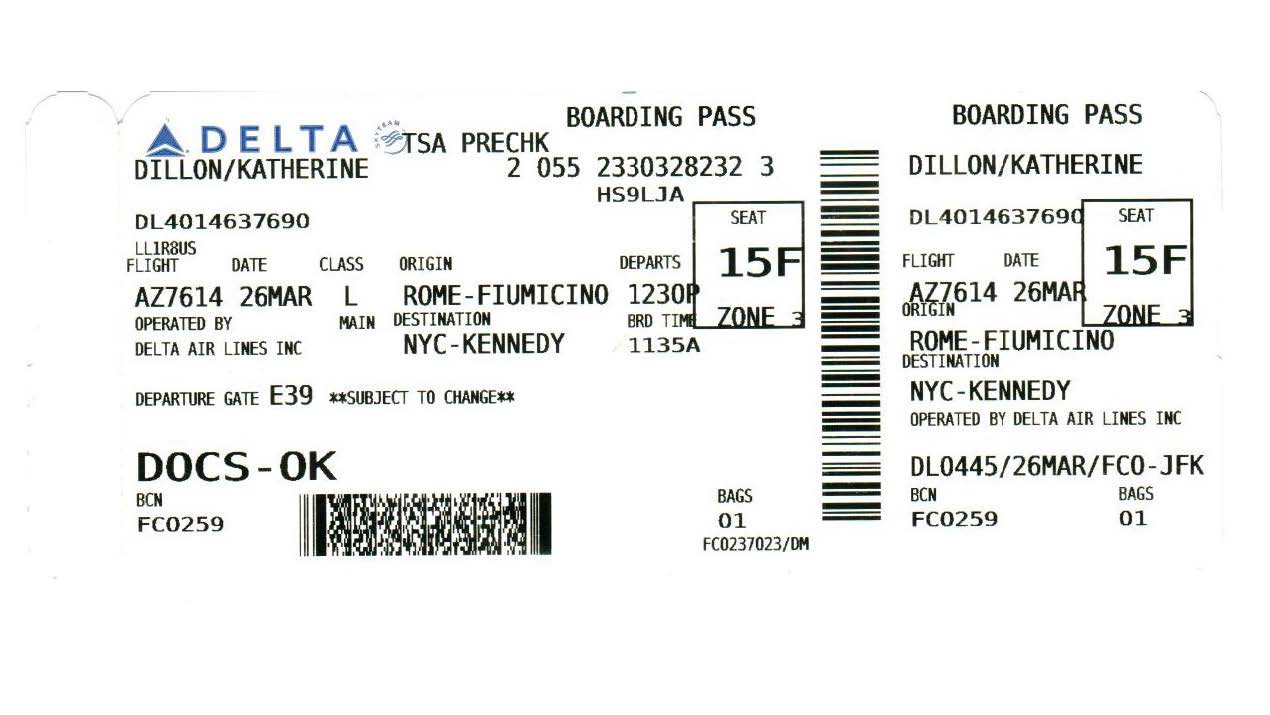 BOARDING PASS
DELTA
SKYTEAM
TSA PRECHK
DILLON/KATHERINE
2 055 2330328232 3
HS9LJA
DL4014637690
LL1R8US
SEAT
15F
ZONE 3
FLIGHT DATE CLASS ORIGIN DEPARTS
AZ7614 26MAR L ROME-FIUMICINO 1230P
OPERATED BY MAIN DESTINATION BRD TIME
DELTA AIR LINES INC NYC-KENNEDY 1135A
DEPARTURE GATE E39 **SUBJECT TO CHANGE**
DOCS-OK
BCN BAGS
FCO259 01
FCO237023/DM
BOARDING PASS
DILLON/KATHERINE
DL4014637690
SEAT
15F
ZONE 3
FLIGHT DATE
AZ7614 26MAR
ORIGIN
ROME-FIUMICINO
DESTINATION
NYC-KENNEDY
OPERATED BY DELTA AIR LINES INC
DL0445/26MAR/FCO-JFK
BCN BAGS
FCO259 01